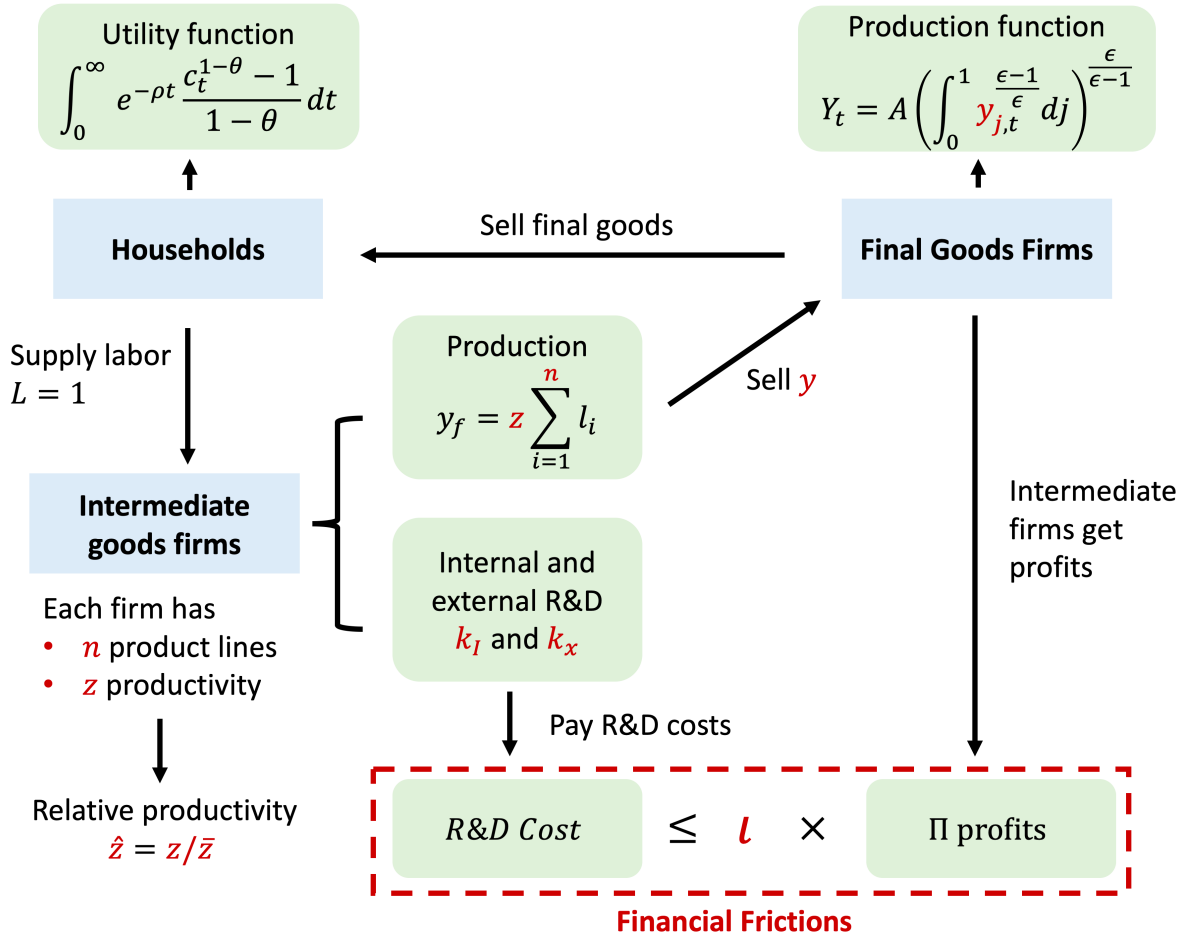 Utility function
∫₀^∞ e^{−ρt} (c_t^{1−θ} − 1)/(1 − θ) dt
Production function
Y_t = A (∫₀¹ y_{j,t}^{(ϵ−1)/ϵ} dj)^{ϵ/(ϵ−1)}
Households
Sell final goods
Final Goods Firms
Supply labor
L = 1
Production
y_f = z ∑_{i=1}^{n} l_i
Sell y
Intermediate
goods firms
Internal and
external R&D
k_I and k_x
Intermediate
firms get
profits
Each firm has
• n product lines
• z productivity
Pay R&D costs
Relative productivity
ẑ = z/z̄
R&D Cost ≤ l × Π profits
Financial Frictions